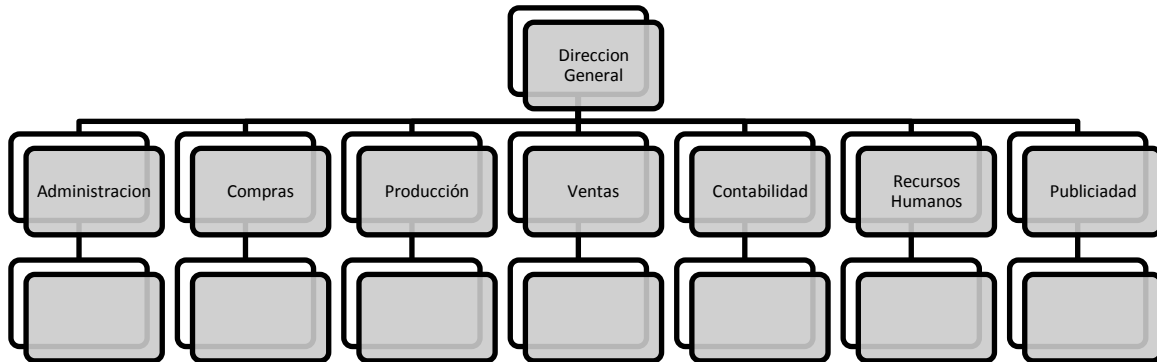 Direccion
General
Administracion
Compras
Producción
Ventas
Contabilidad
Recursos
Humanos
Publiciadad